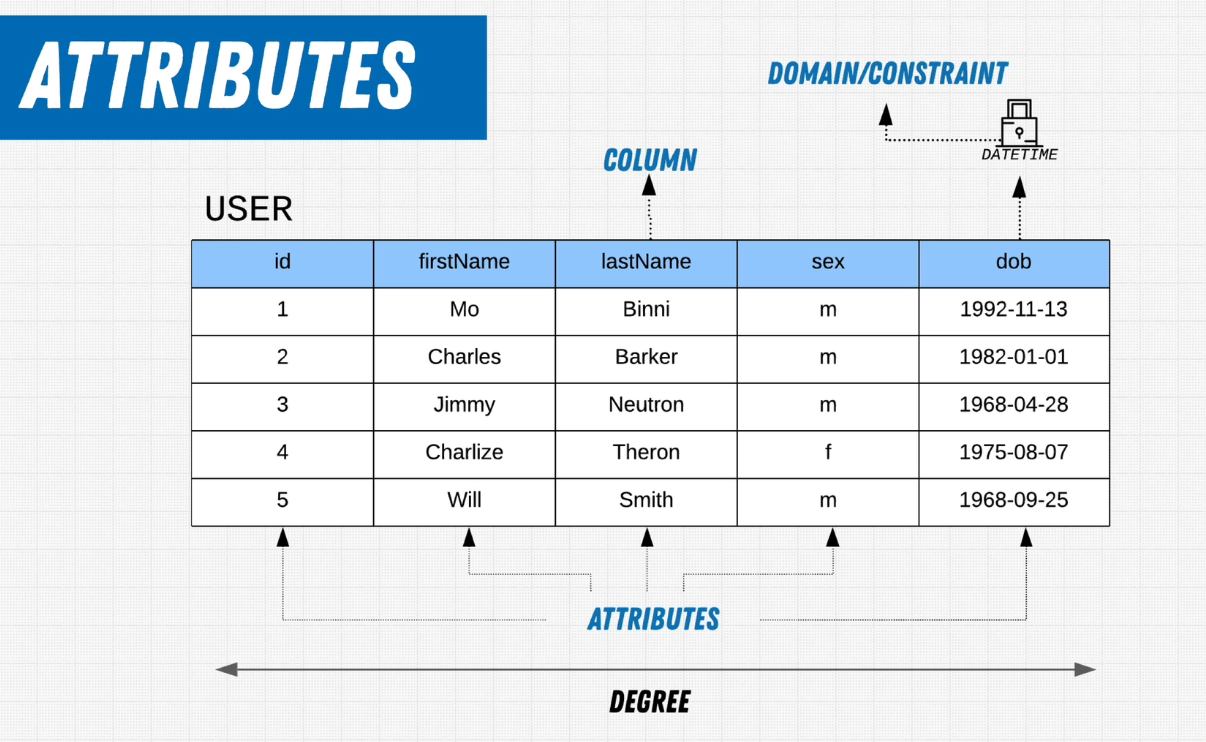 ATTRIBUTES
DOMAIN/CONSTRAINT
DATETIME
COLUMN
USER
id firstName lastName sex dob
1 Mo Binni m 1992-11-13
2 Charles Barker m 1982-01-01
3 Jimmy Neutron m 1968-04-28
4 Charlize Theron f 1975-08-07
5 Will Smith m 1968-09-25
ATTRIBUTES
DEGREE